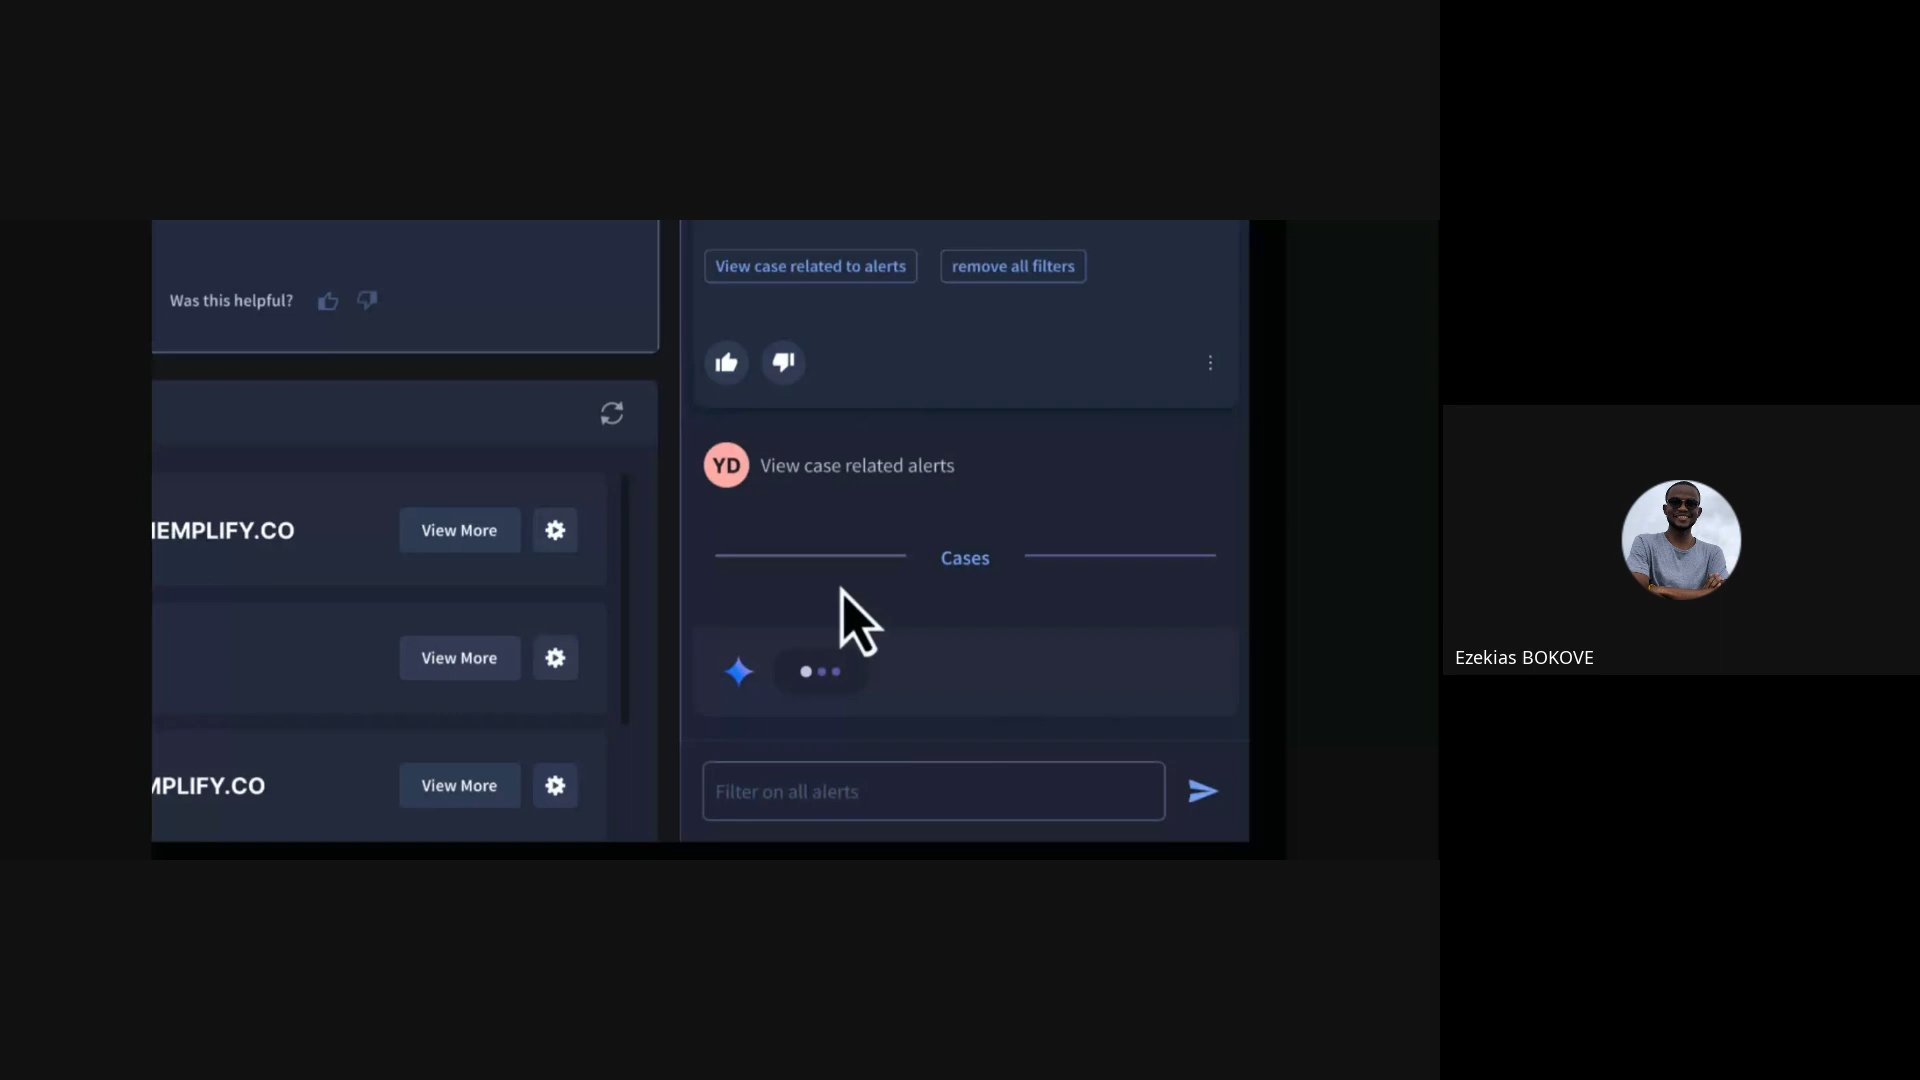 View case related to alerts
remove all filters
Was this helpful?
YD
View case related alerts
IEMPLIFY.CO
View More
Cases
View More
MPLIFY.CO
View More
Filter on all alerts
Ezekias BOKOVE